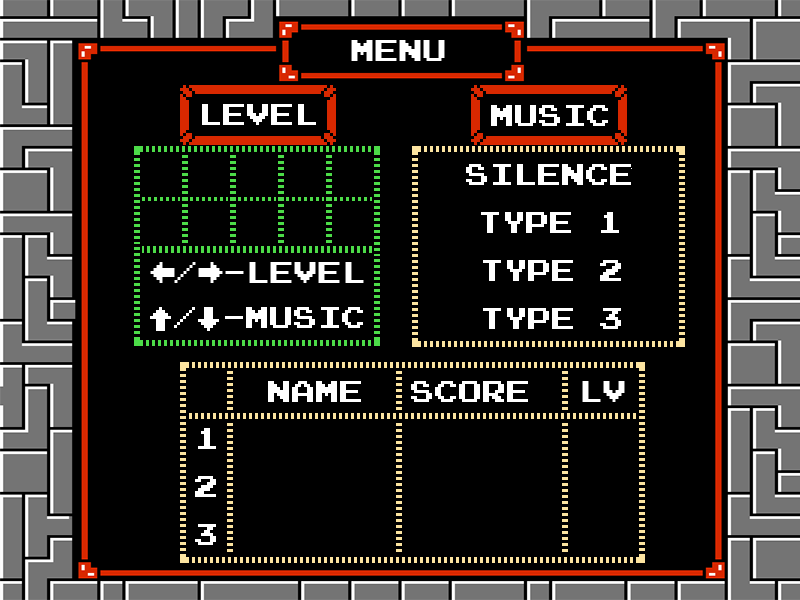 MENU
LEVEL
MUSIC
←/→-LEVEL
↑/↓-MUSIC
SILENCE
TYPE 1
TYPE 2
TYPE 3
NAME SCORE LV
1
2
3